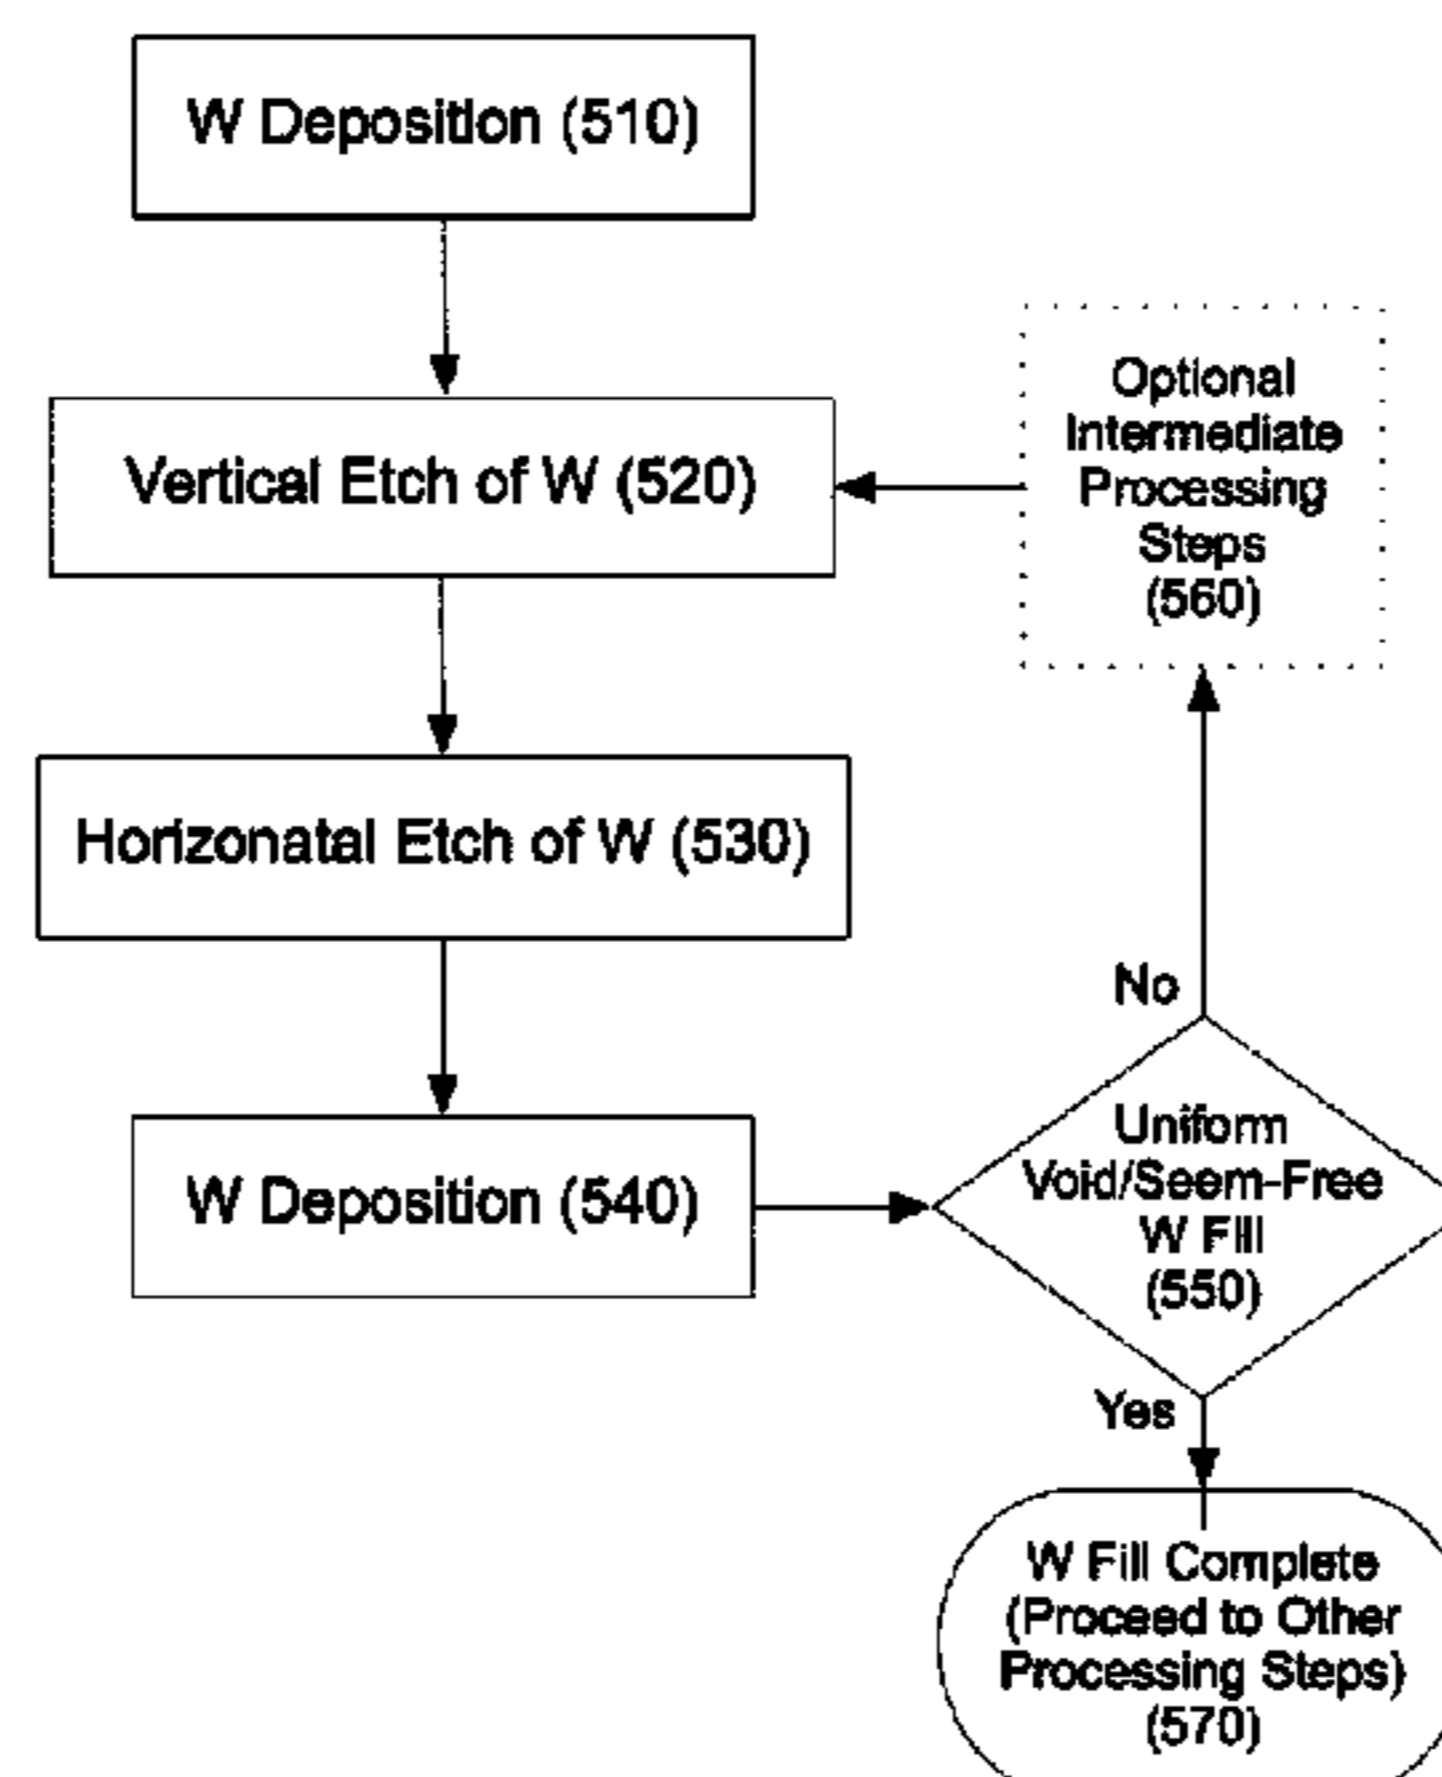 W Deposition (510)
Optional
Intermediate
Processing
Steps
(560)
Vertical Etch of W (520)
Horizonatal Etch of W (530)
No
W Deposition (540)
Uniform
Void/Seem-Free
W Fill
(550)
Yes
W Fill Complete
(Proceed to Other
Processing Steps)
(570)